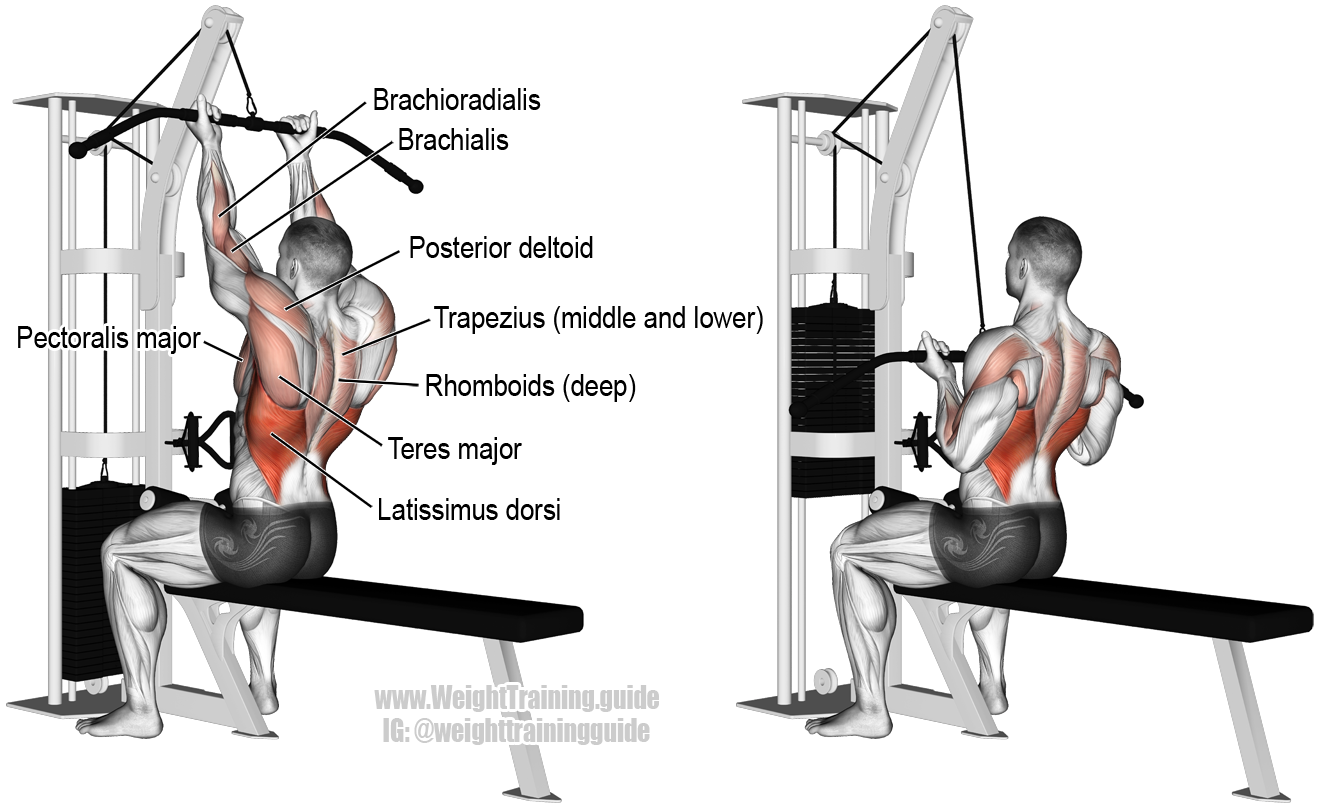 Brachioradialis
Brachialis
Posterior deltoid
Trapezius (middle and lower)
Pectoralis major
Rhomboids (deep)
Teres major
Latissimus dorsi
www.WeightTraining.guide
IG: @weighttrainingguide